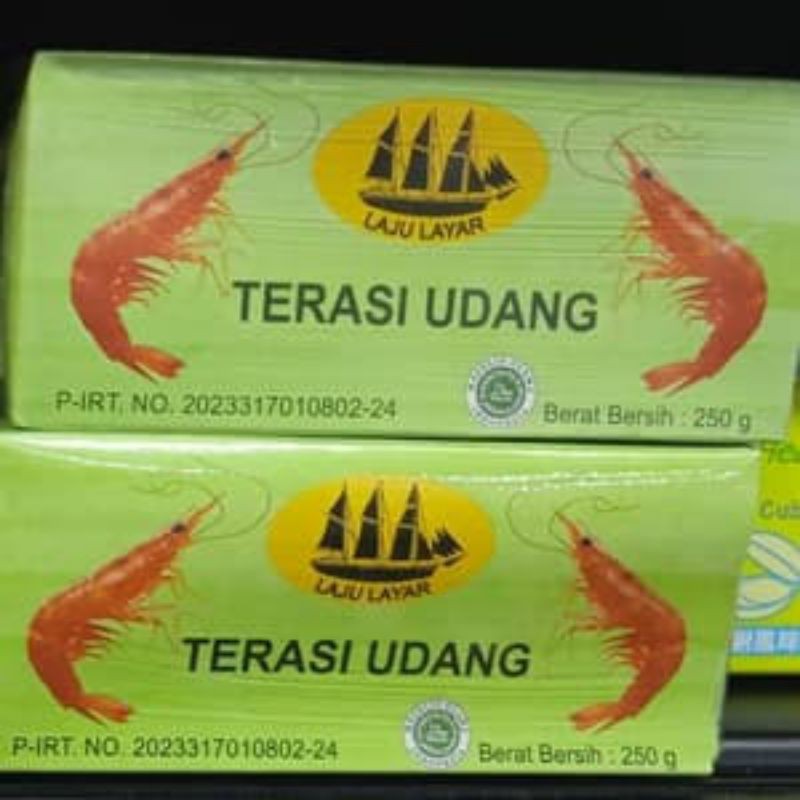 LAJU LAYAR
TERASI UDANG
P-IRT. NO. 2023317010802-24
Berat Bersih : 250 g
LAJU LAYAR
TERASI UDANG
P-IRT. NO. 2023317010802-24
Berat Bersih : 250 g